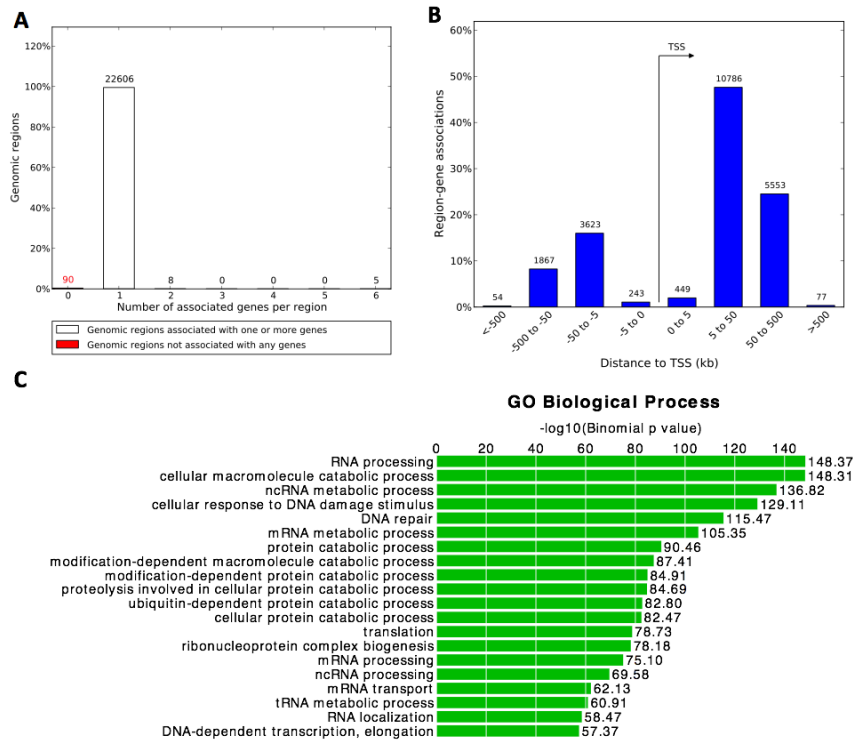 A
120%
100%
80%
60%
40%
20%
0%
Genomic regions
90
22606
8
0
0
0
5
0 1 2 3 4 5 6
Number of associated genes per region
Genomic regions associated with one or more genes
Genomic regions not associated with any genes
B
60%
50%
40%
30%
20%
10%
0%
Region-gene associations
TSS
54
1867
3623
243
449
10786
5553
77
<-500
-500 to -50
-50 to -5
-5 to 0
0 to 5
5 to 50
50 to 500
>500
Distance to TSS (kb)
C
GO Biological Process
-log10(Binomial p value)
0 20 40 60 80 100 120 140
RNA processing 148.37
cellular macromolecule catabolic process 148.31
ncRNA metabolic process 136.82
cellular response to DNA damage stimulus 129.11
DNA repair 115.47
mRNA metabolic process 105.35
protein catabolic process 90.46
modification-dependent macromolecule catabolic process 87.41
modification-dependent protein catabolic process 84.91
proteolysis involved in cellular protein catabolic process 84.69
ubiquitin-dependent protein catabolic process 82.80
cellular protein catabolic process 82.47
translation 78.73
ribonucleoprotein complex biogenesis 78.18
mRNA processing 75.10
ncRNA processing 69.58
mRNA transport 62.13
tRNA metabolic process 60.91
RNA localization 58.47
DNA-dependent transcription, elongation 57.37